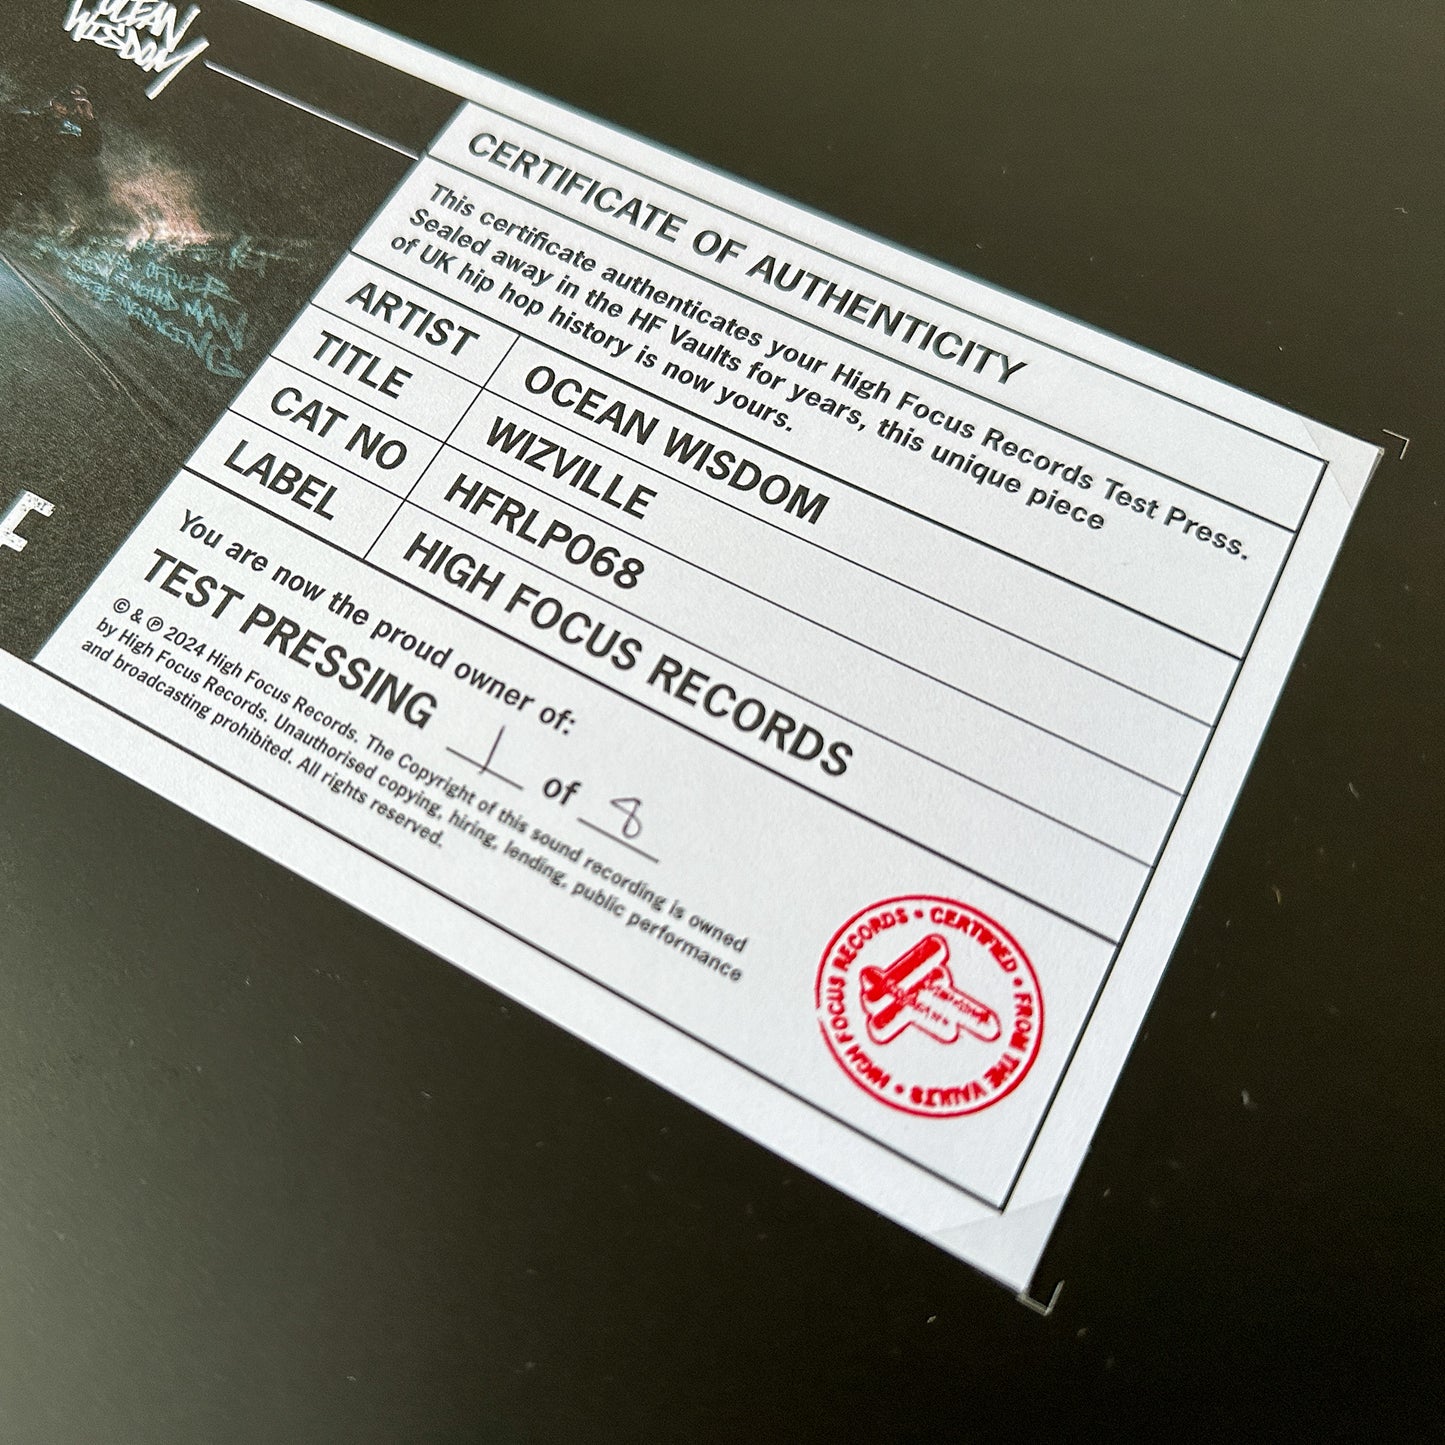 OCEAN
WISDOM
OFFICER
METHOD MAN
CERTIFICATE OF AUTHENTICITY
This certificate authenticates your High Focus Records Test Press.
Sealed away in the HF Vaults for years, this unique piece
of UK hip hop history is now yours.
ARTIST OCEAN WISDOM
TITLE WIZVILLE
CAT NO HFRLP068
LABEL HIGH FOCUS RECORDS
You are now the proud owner of:
TEST PRESSING 1 of 8
© & ℗ 2024 High Focus Records. The Copyright of this sound recording is owned
by High Focus Records. Unauthorised copying, hiring, lending, public performance
and broadcasting prohibited. All rights reserved.
HIGH FOCUS RECORDS • CERTIFIED • FROM THE VAULTS •